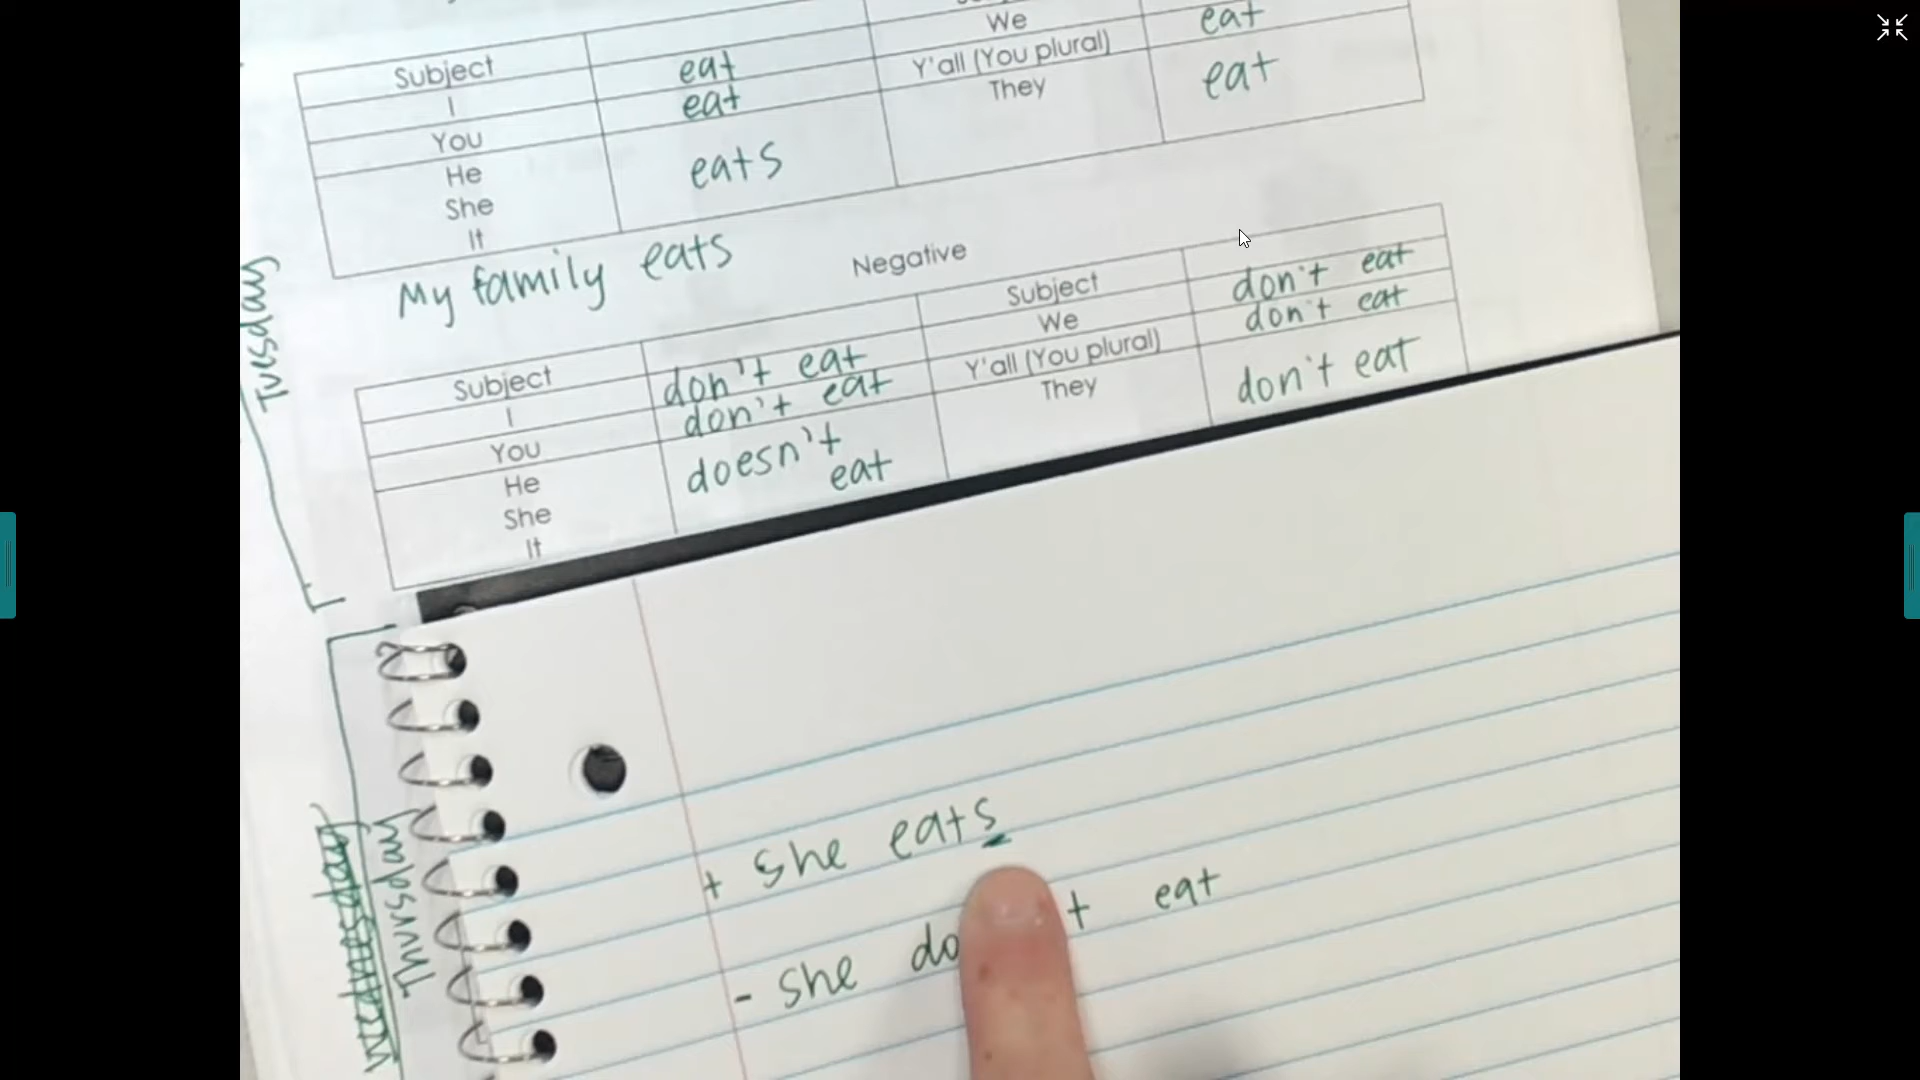 Subject eat We eat
I eat Y'all (You plural) eat
You eats They
He
She
It
My family eats
Negative
Subject don't eat Subject don't eat
I don't eat We don't eat
You doesn't Y'all (You plural) don't eat
He eat They
She
It
Tuesday
Wednesday
Thursday
+ She eats
- She do t eat